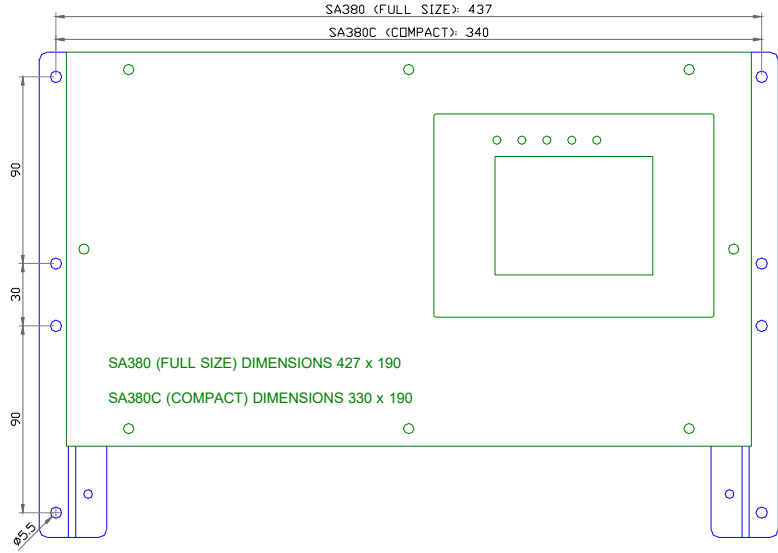 SA380 (FULL SIZE): 437
SA380C (COMPACT): 340
90
30
SA380 (FULL SIZE) DIMENSIONS 427 x 190
SA380C (COMPACT) DIMENSIONS 330 x 190
90
ø5.5